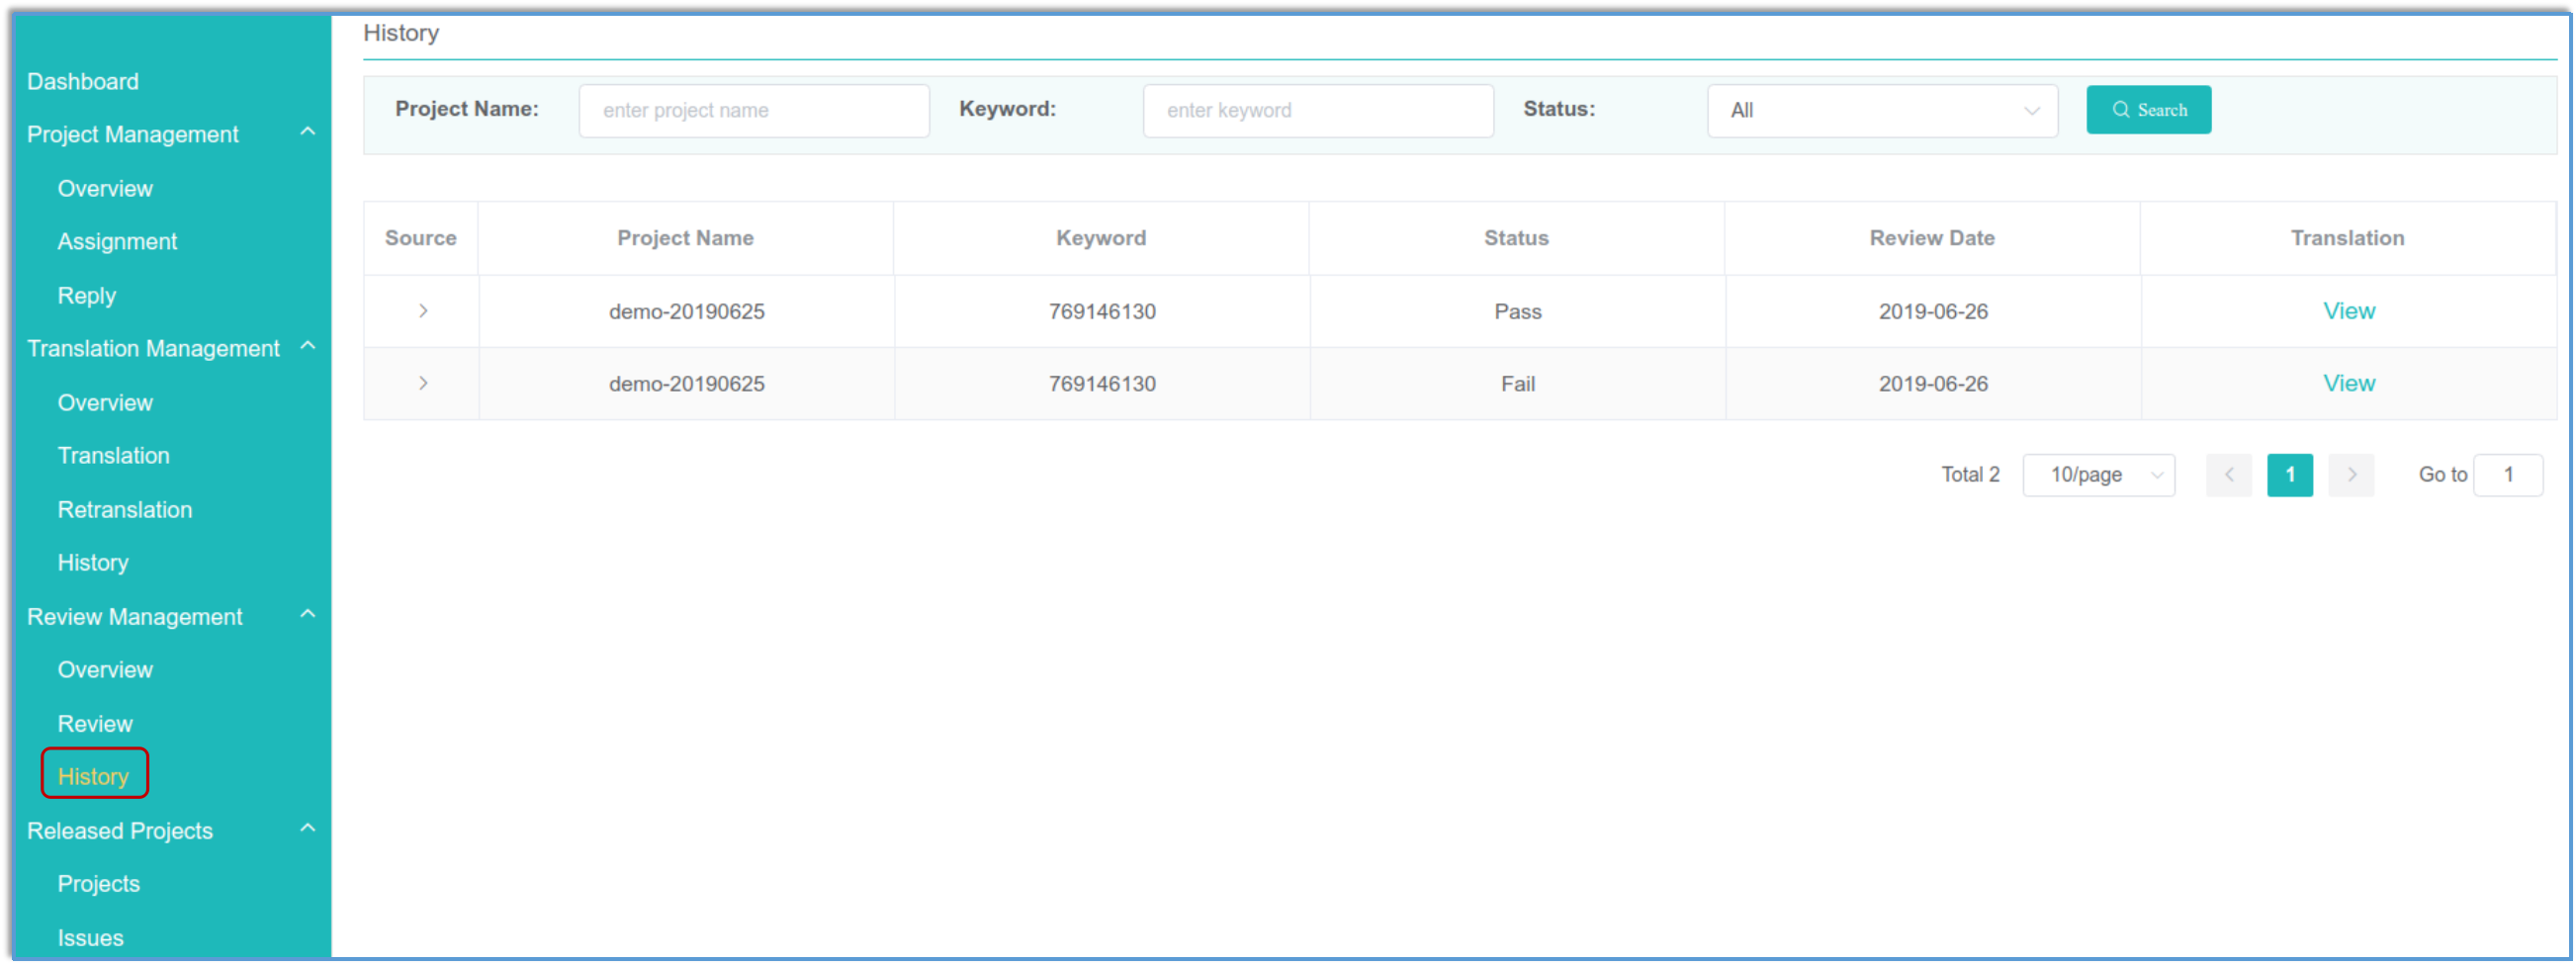 Dashboard
Project Management
Overview
Assignment
Reply
Translation Management
Overview
Translation
Retranslation
History
Review Management
Overview
Review
History
Released Projects
Projects
Issues
History
Project Name: enter project name Keyword: enter keyword Status: All Search
Source Project Name Keyword Status Review Date Translation
demo-20190625 769146130 Pass 2019-06-26 View
demo-20190625 769146130 Fail 2019-06-26 View
Total 2 10/page 1 Go to 1